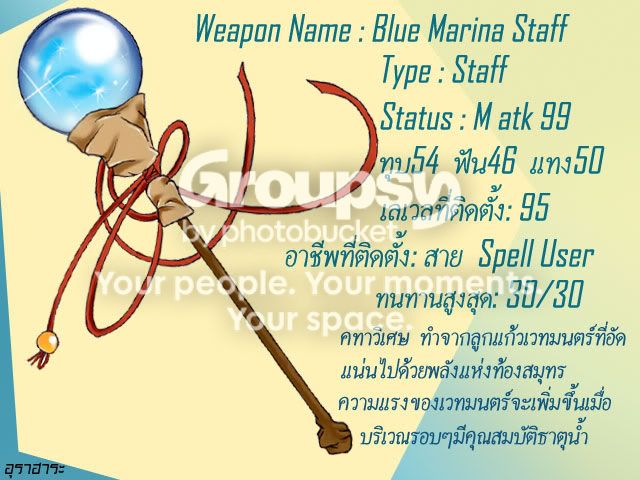 Weapon Name : Blue Marina Staff
Type : Staff
Status : M atk 99
ทุบ54 ฟัน46 แทง50
เลเวลที่ติดตั้ง: 95
อาชีพที่ติดตั้ง: สาย Spell User
ทนทานสูงสุด: 30/30
คทาวิเศษ ทำจากลูกแก้วเวทมนตร์ที่อัด
แน่นไปด้วยพลังแห่งท้องสมุทร
ความแรงของเวทมนตร์จะเพิ่มขึ้นเมื่อ
บริเวณรอบๆมีคุณสมบัติธาตุน้ำ
Groupsy
by photobucket
Your people. Your moments.
Your space.
อุราฮาระ